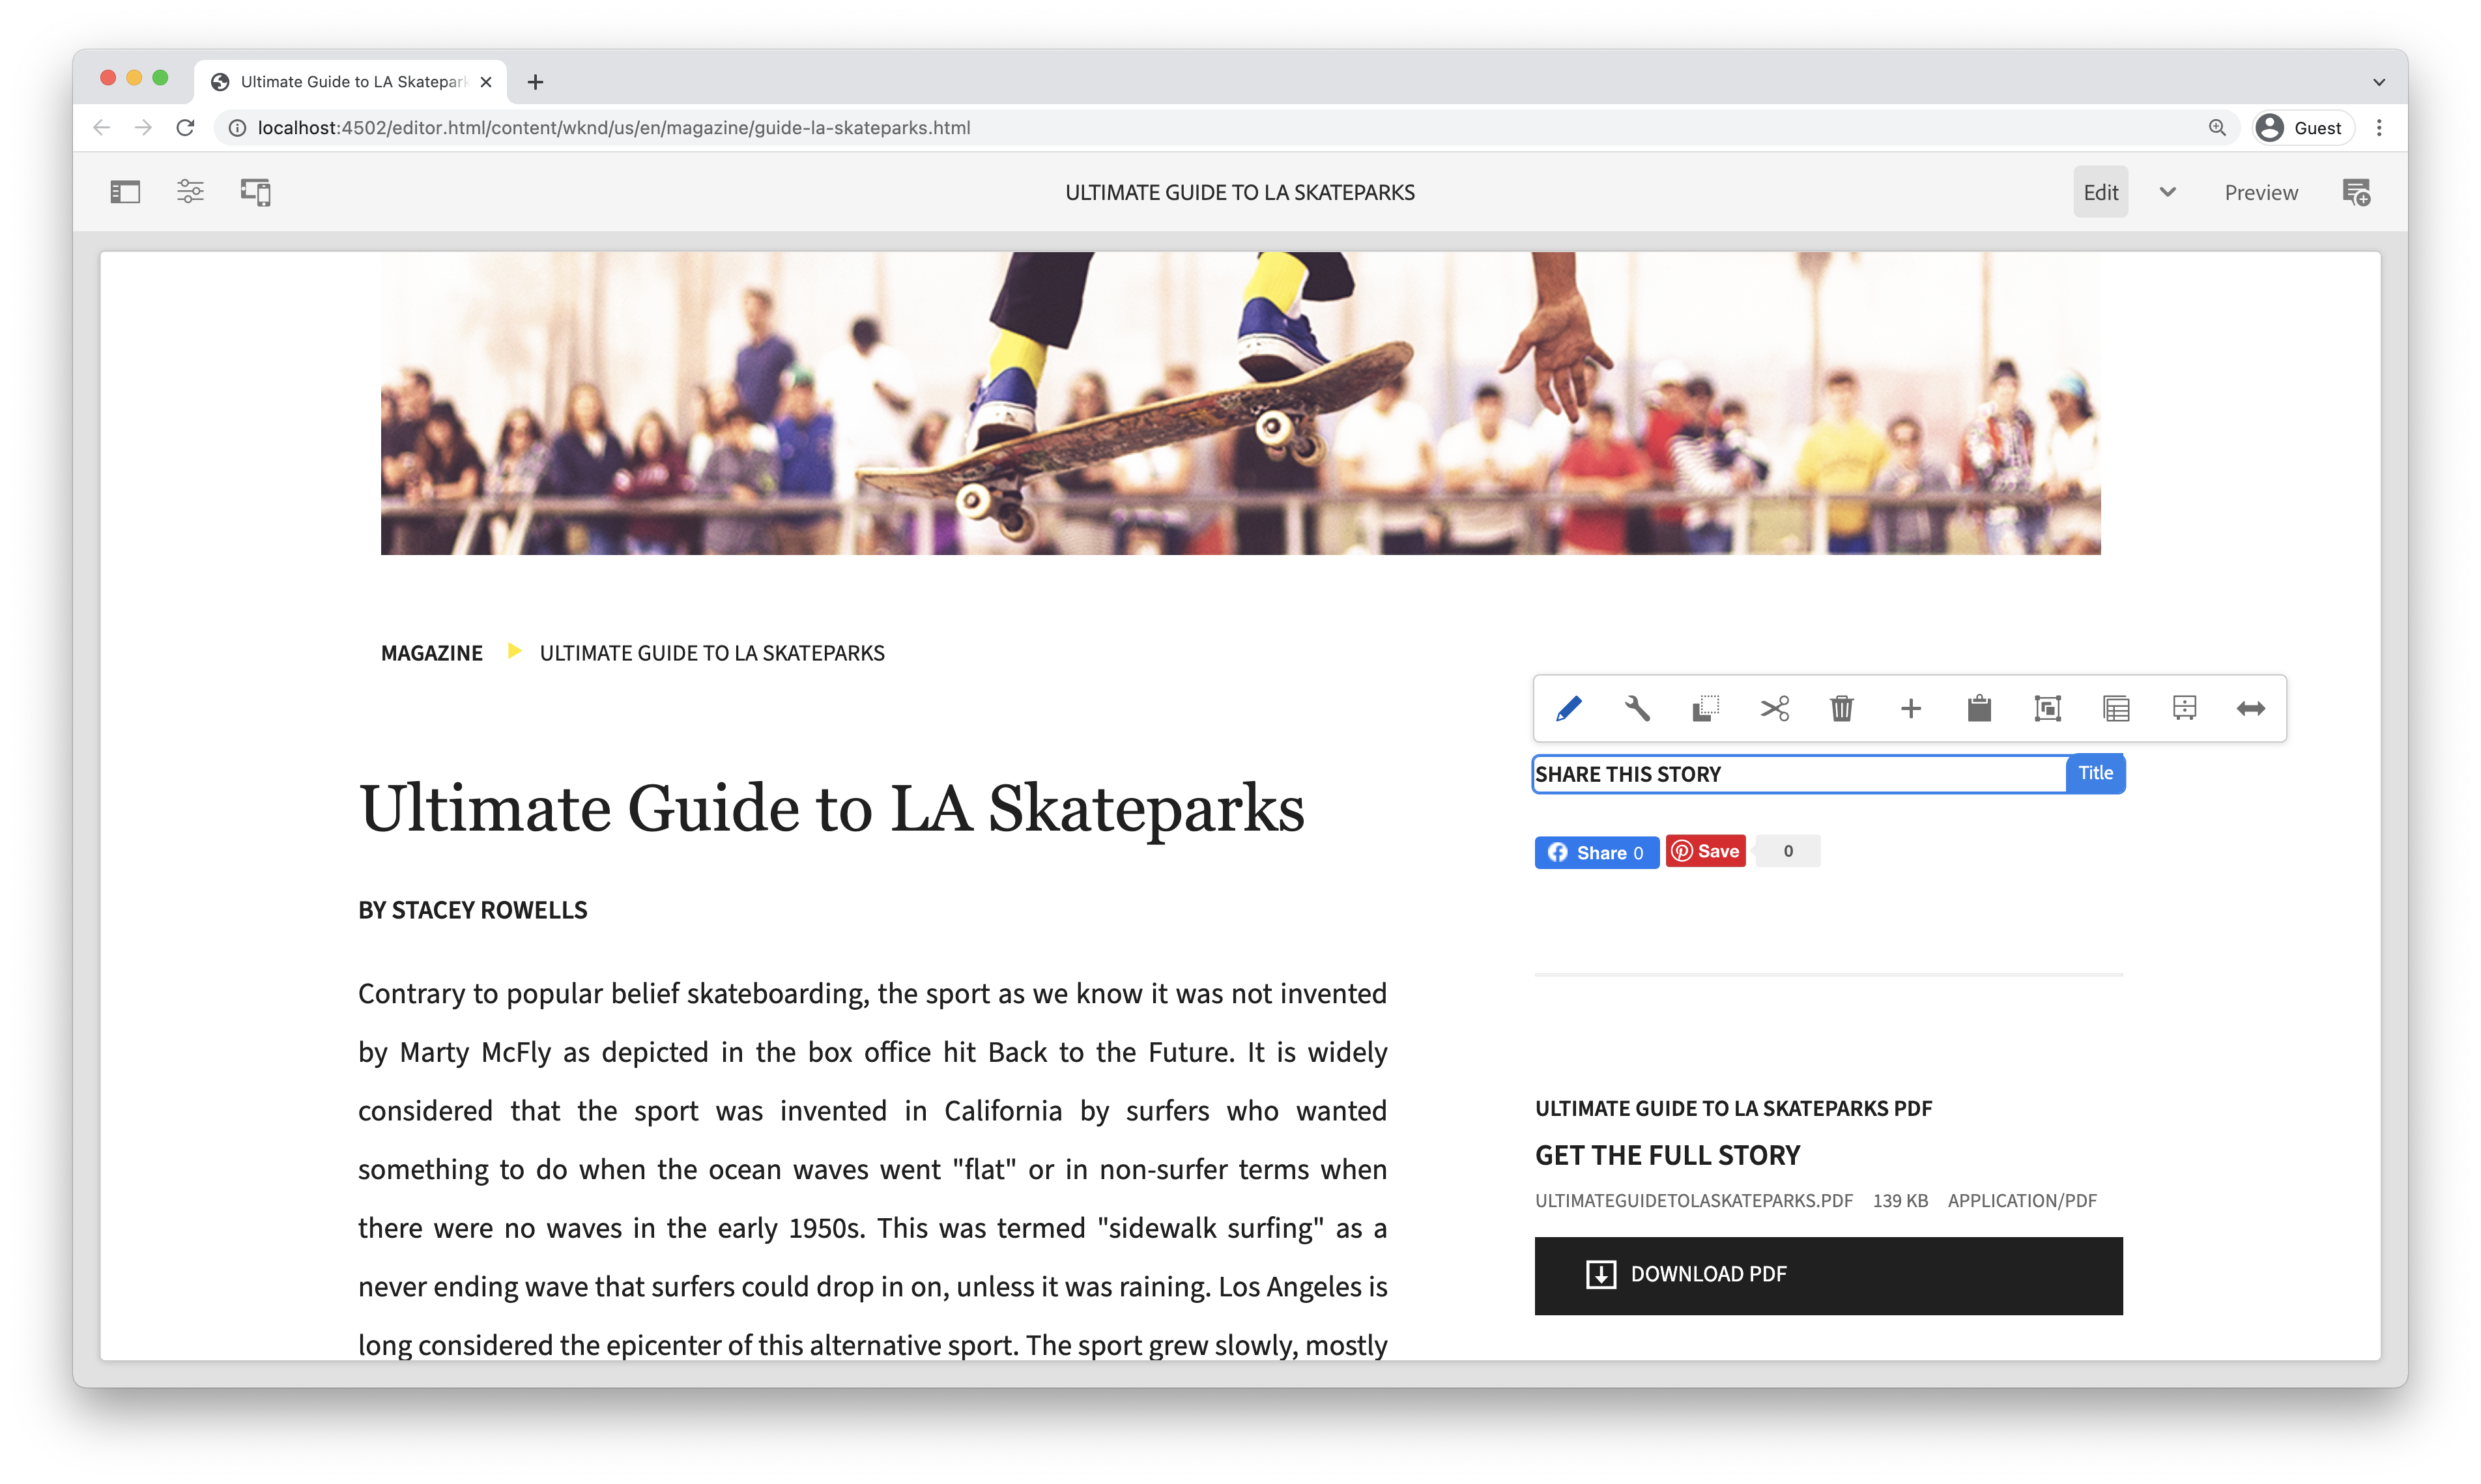 Ultimate Guide to LA Skatepar
localhost:4502/editor.html/content/wknd/us/en/magazine/guide-la-skateparks.html
Guest
ULTIMATE GUIDE TO LA SKATEPARKS
Edit
Preview
MAGAZINE ULTIMATE GUIDE TO LA SKATEPARKS
Ultimate Guide to LA Skateparks
BY STACEY ROWELLS
Contrary to popular belief skateboarding, the sport as we know it was not invented
by Marty McFly as depicted in the box office hit Back to the Future. It is widely
considered that the sport was invented in California by surfers who wanted
something to do when the ocean waves went "flat" or in non-surfer terms when
there were no waves in the early 1950s. This was termed "sidewalk surfing" as a
never ending wave that surfers could drop in on, unless it was raining. Los Angeles is
long considered the epicenter of this alternative sport. The sport grew slowly, mostly
SHARE THIS STORY
Title
Share 0
Save
0
ULTIMATE GUIDE TO LA SKATEPARKS PDF
GET THE FULL STORY
ULTIMATEGUIDETOLASKATEPARKS.PDF 139 KB APPLICATION/PDF
DOWNLOAD PDF